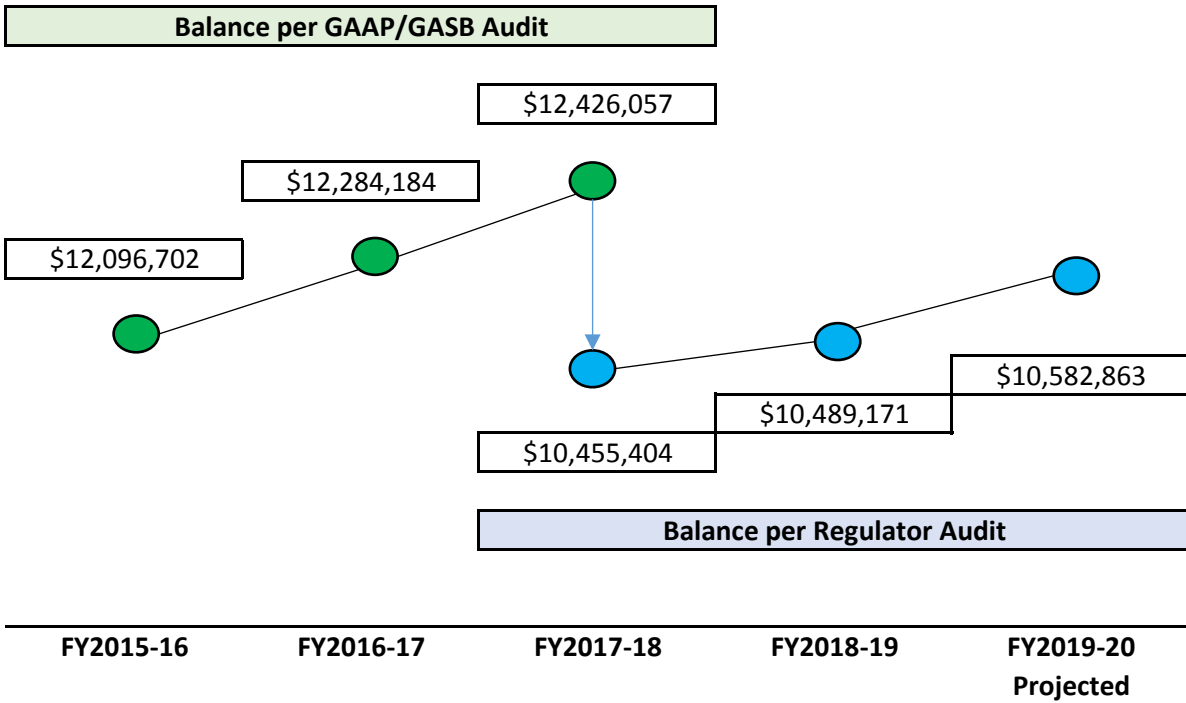 Balance per GAAP/GASB Audit
$12,426,057
$12,284,184
$12,096,702
$10,582,863
$10,489,171
$10,455,404
Balance per Regulator Audit
FY2015-16
FY2016-17
FY2017-18
FY2018-19
FY2019-20
Projected